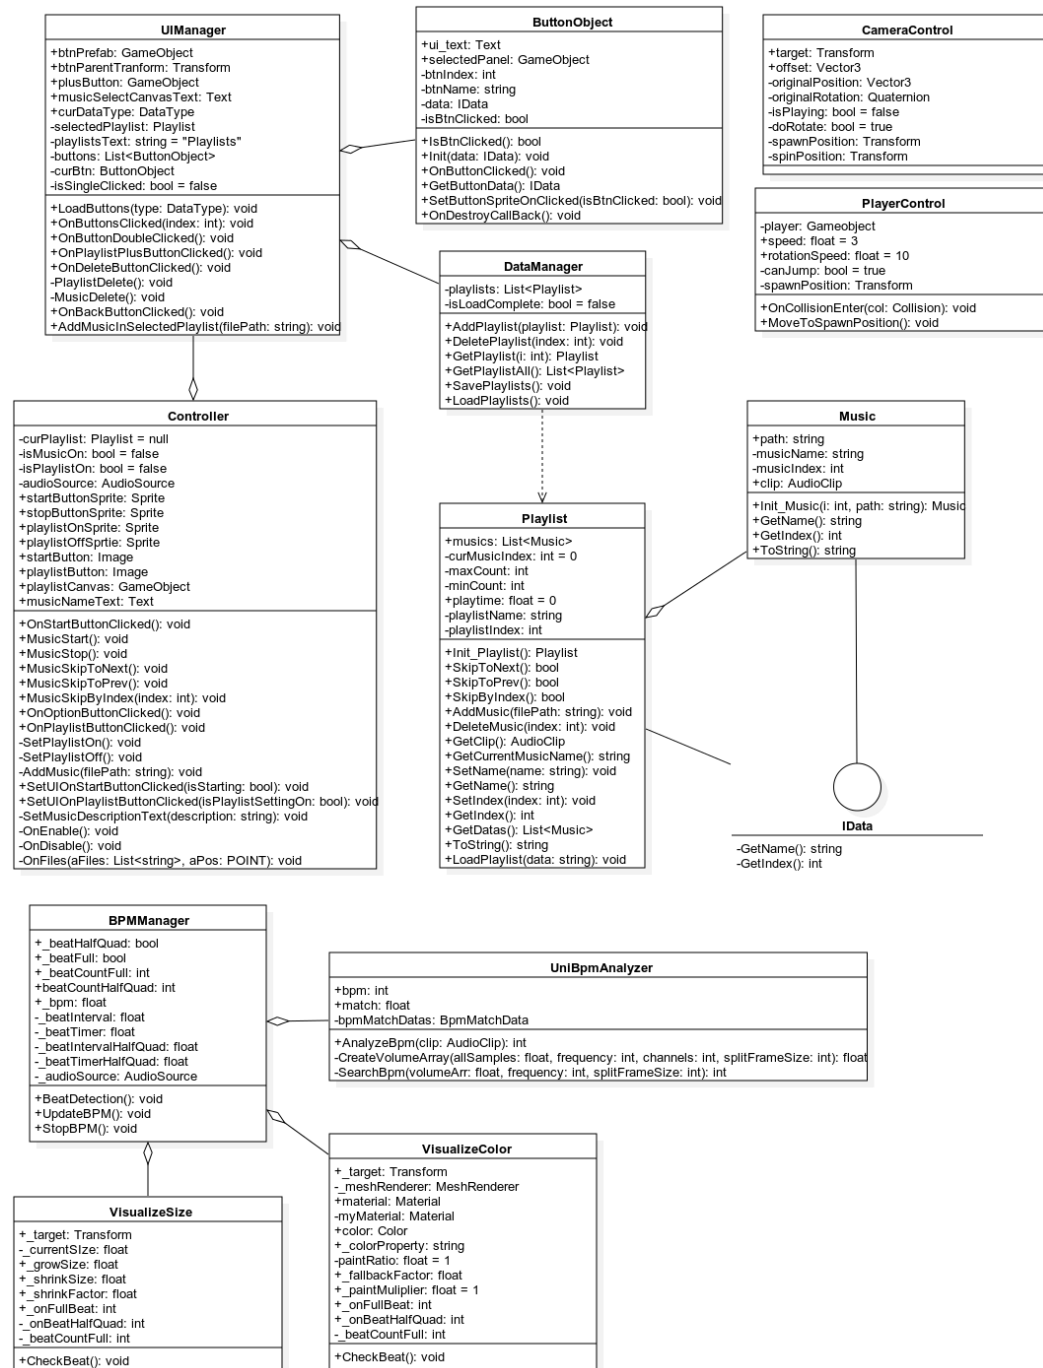 UIManager
+btnPrefab: GameObject
+btnParentTranform: Transform
+plusButton: GameObject
+musicSelectCanvasText: Text
+curDataType: DataType
-selectedPlaylist: Playlist
-playlistsText: string = "Playlists"
-buttons: List<ButtonObject>
-curBtn: ButtonObject
-isSingleClicked: bool = false
+LoadButtons(type: DataType): void
+OnButtonsClicked(index: int): void
+OnButtonDoubleClicked(): void
+OnPlaylistPlusButtonClicked(): void
+OnDeleteButtonClicked(): void
-PlaylistDelete(): void
-MusicDelete(): void
+OnBackButtonClicked(): void
+AddMusicInSelectedPlaylist(filePath: string): void
ButtonObject
+ui_text: Text
+selectedPanel: GameObject
-btnIndex: int
-btnName: string
-data: IData
-isBtnClicked: bool
+IsBtnClicked(): bool
+Init(data: IData): void
+OnButtonClicked(): void
+GetButtonData(): IData
+SetButtonSpriteOnClicked(isBtnClicked: bool): void
+OnDestroyCallBack(): void
CameraControl
+target: Transform
+offset: Vector3
-originalPosition: Vector3
-originalRotation: Quaternion
-isPlaying: bool = false
-doRotate: bool = true
-spawnPosition: Transform
-spinPosition: Transform
PlayerControl
-player: Gameobject
+speed: float = 3
+rotationSpeed: float = 10
-canJump: bool = true
-spawnPosition: Transform
+OnCollisionEnter(col: Collision): void
+MoveToSpawnPosition(): void
DataManager
-playlists: List<Playlist>
-isLoadComplete: bool = false
+AddPlaylist(playlist: Playlist): void
+DeletePlaylist(index: int): void
+GetPlaylist(i: int): Playlist
+GetPlaylistAll(): List<Playlist>
+SavePlaylists(): void
+LoadPlaylists(): void
Controller
-curPlaylist: Playlist = null
-isMusicOn: bool = false
-isPlaylistOn: bool = false
-audioSource: AudioSource
+startButtonSprite: Sprite
+stopButtonSprite: Sprite
+playlistOnSprite: Sprite
+playlistOffSprtie: Sprite
+startButton: Image
+playlistButton: Image
+playlistCanvas: GameObject
+musicNameText: Text
+OnStartButtonClicked(): void
+MusicStart(): void
+MusicStop(): void
+MusicSkipToNext(): void
+MusicSkipToPrev(): void
+MusicSkipByIndex(index: int): void
+OnOptionButtonClicked(): void
+OnPlaylistButtonClicked(): void
-SetPlaylistOn(): void
-SetPlaylistOff(): void
-AddMusic(filePath: string): void
+SetUIOnStartButtonClicked(isStarting: bool): void
+SetUIOnPlaylistButtonClicked(isPlaylistSettingOn: bool): void
-SetMusicDescriptionText(description: string): void
-OnEnable(): void
-OnDisable(): void
-OnFiles(aFiles: List<string>, aPos: POINT): void
Playlist
+musics: List<Music>
-curMusicIndex: int = 0
-maxCount: int
-minCount: int
+playtime: float = 0
-playlistName: string
-playlistIndex: int
+Init_Playlist(): Playlist
+SkipToNext(): bool
+SkipToPrev(): bool
+SkipByIndex(): bool
+AddMusic(filePath: string): void
+DeleteMusic(index: int): void
+GetClip(): AudioClip
+GetCurrentMusicName(): string
+SetName(name: string): void
+GetName(): string
+SetIndex(index: int): void
+GetIndex(): int
+GetDatas(): List<Music>
+ToString(): string
+LoadPlaylist(data: string): void
Music
+path: string
-musicName: string
-musicIndex: int
+clip: AudioClip
+Init_Music(i: int, path: string): Music
+GetName(): string
+GetIndex(): int
+ToString(): string
IData
-GetName(): string
-GetIndex(): int
BPMManager
+_beatHalfQuad: bool
+_beatFull: bool
+_beatCountFull: int
+beatCountHalfQuad: int
+_bpm: float
-_beatInterval: float
-_beatTimer: float
-_beatIntervalHalfQuad: float
-_beatTimerHalfQuad: float
-_audioSource: AudioSource
+BeatDetection(): void
+UpdateBPM(): void
+StopBPM(): void
UniBpmAnalyzer
+bpm: int
+match: float
-bpmMatchDatas: BpmMatchData
+AnalyzeBpm(clip: AudioClip): int
-CreateVolumeArray(allSamples: float, frequency: int, channels: int, splitFrameSize: int): float
-SearchBpm(volumeArr: float, frequency: int, splitFrameSize: int): int
VisualizeSize
+_target: Transform
-_currentSIze: float
+_growSize: float
+_shrinkSize: float
+_shrinkFactor: float
+_onFullBeat: int
-_onBeatHalfQuad: int
-_beatCountFull: int
+CheckBeat(): void
VisualizeColor
+_target: Transform
-_meshRenderer: MeshRenderer
+material: Material
-myMaterial: Material
+color: Color
+_colorProperty: string
-paintRatio: float = 1
+_fallbackFactor: float
+_paintMuliplier: float = 1
+_onFullBeat: int
+_onBeatHalfQuad: int
-_beatCountFull: int
+CheckBeat(): void